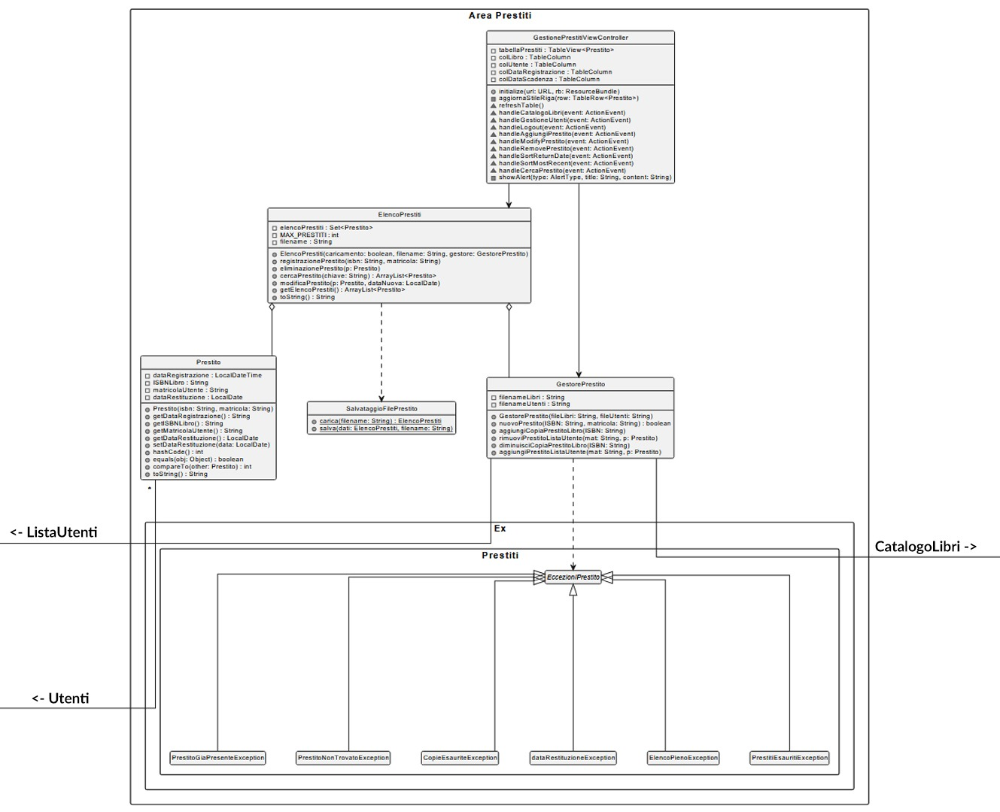 Area Prestiti
GestionePrestitiViewController
tabellaPrestiti : TableView<Prestito>
colLibro : TableColumn
colUtente : TableColumn
colDataRegistrazione : TableColumn
colDataScadenza : TableColumn
initialize(url: URL, rb: ResourceBundle)
aggiornaStileRiga(row: TableRow<Prestito>)
refreshTable()
handleCatalogoLibri(event: ActionEvent)
handleGestioneUtenti(event: ActionEvent)
handleLogout(event: ActionEvent)
handleAggiungiPrestito(event: ActionEvent)
handleModifyPrestito(event: ActionEvent)
handleRemovePrestito(event: ActionEvent)
handleSortReturnDate(event: ActionEvent)
handleSortMostRecent(event: ActionEvent)
handleCercaPrestito(event: ActionEvent)
showAlert(type: AlertType, title: String, content: String)
ElencoPrestiti
elencoPrestiti : Set<Prestito>
MAX_PRESTITI : int
filename : String
ElencoPrestiti(caricamento: boolean, filename: String, gestore: GestorePrestito)
registrazionePrestito(isbn: String, matricola: String)
eliminazionePrestito(p: Prestito)
cercaPrestito(chiave: String) : ArrayList<Prestito>
modificaPrestito(p: Prestito, dataNuova: LocalDate)
getElencoPrestiti() : ArrayList<Prestito>
toString() : String
Prestito
dataRegistrazione : LocalDateTime
ISBNLibro : String
matricolaUtente : String
dataRestituzione : LocalDate
Prestito(isbn: String, matricola: String)
getDataRegistrazione() : String
getISBNLibro() : String
getMatricolaUtente() : String
getDataRestituzione() : LocalDate
setDataRestituzione(data: LocalDate)
hashCode() : int
equals(obj: Object) : boolean
compareTo(other: Prestito) : int
toString() : String
*
SalvataggioFilePrestito
carica(filename: String) : ElencoPrestiti
salva(dati: ElencoPrestiti, filename: String)
GestorePrestito
filenameLibri : String
filenameUtenti : String
GestorePrestito(fileLibri: String, fileUtenti: String)
nuovoPrestito(ISBN: String, matricola: String) : boolean
aggiungiCopiaPrestitoLibro(ISBN: String)
rimuoviPrestitoListaUtente(mat: String, p: Prestito)
diminuisciCopiaPrestitoLibro(ISBN: String)
aggiungiPrestitoListaUtente(mat: String, p: Prestito)
<- ListaUtenti
Ex
CatalogoLibri ->
Prestiti
EccezioniPrestito
<- Utenti
PrestitoGiaPresenteException
PrestitoNonTrovatoException
CopieEsauriteException
dataRestituzioneException
ElencoPienoException
PrestitiEsauritiException